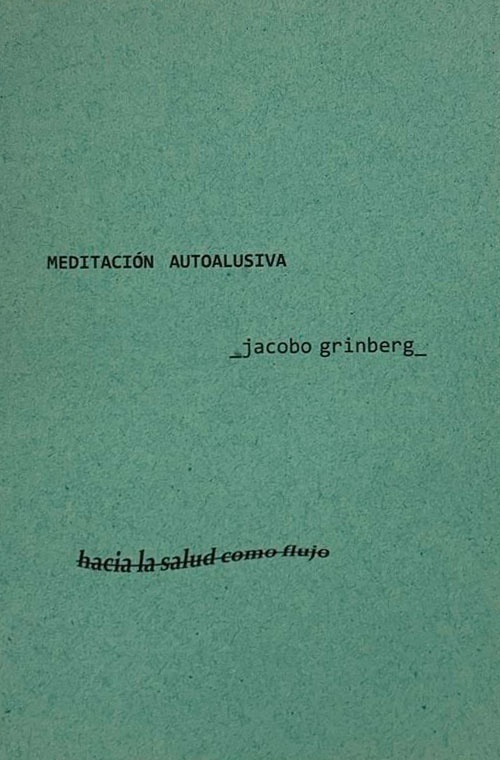 MEDITACIÓN AUTOALUSIVA
_jacobo grinberg_
hacia la salud como flujo